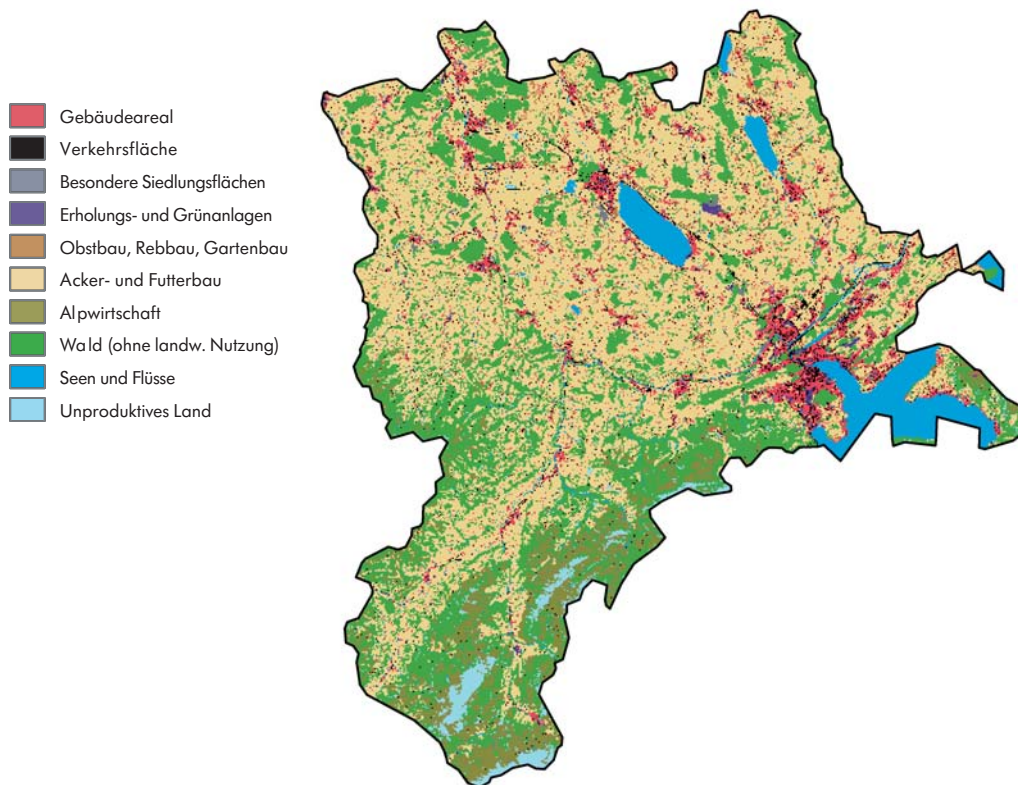 Gebäudeareal
Verkehrsfläche
Besondere Siedlungsflächen
Erholungs- und Grünanlagen
Obstbau, Rebbau, Gartenbau
Acker- und Futterbau
Alpwirtschaft
Wald (ohne landw. Nutzung)
Seen und Flüsse
Unproduktives Land